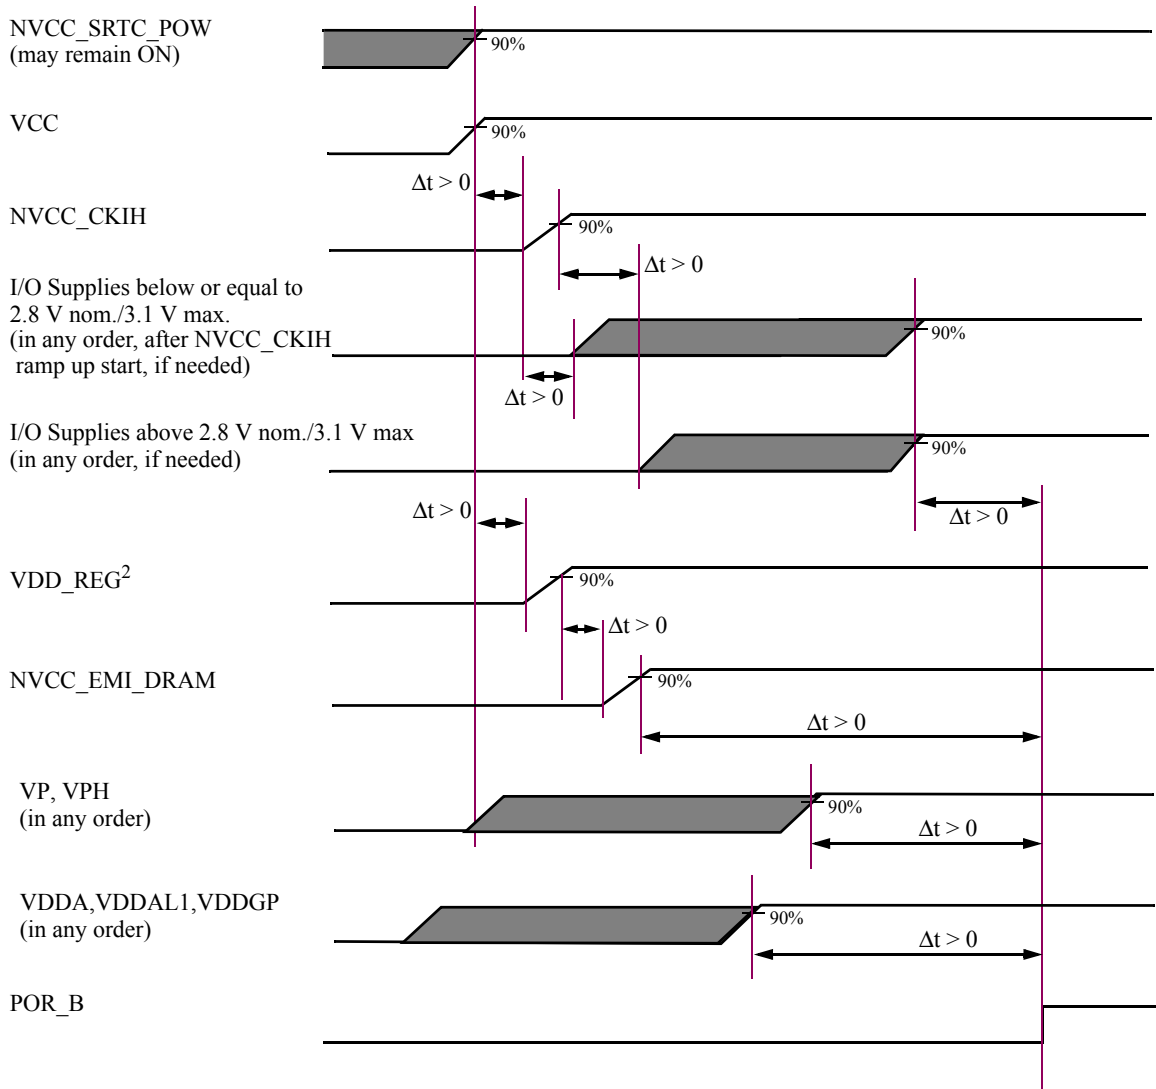 NVCC_SRTC_POW
(may remain ON)
90%
VCC
90%
Δt > 0
NVCC_CKIH
90%
Δt > 0
I/O Supplies below or equal to
2.8 V nom./3.1 V max.
(in any order, after NVCC_CKIH
ramp up start, if needed)
90%
Δt > 0
I/O Supplies above 2.8 V nom./3.1 V max
(in any order, if needed)
90%
Δt > 0
Δt > 0
VDD_REG²
90%
Δt > 0
NVCC_EMI_DRAM
90%
Δt > 0
VP, VPH
(in any order)
90%
Δt > 0
VDDA,VDDAL1,VDDGP
(in any order)
90%
Δt > 0
POR_B